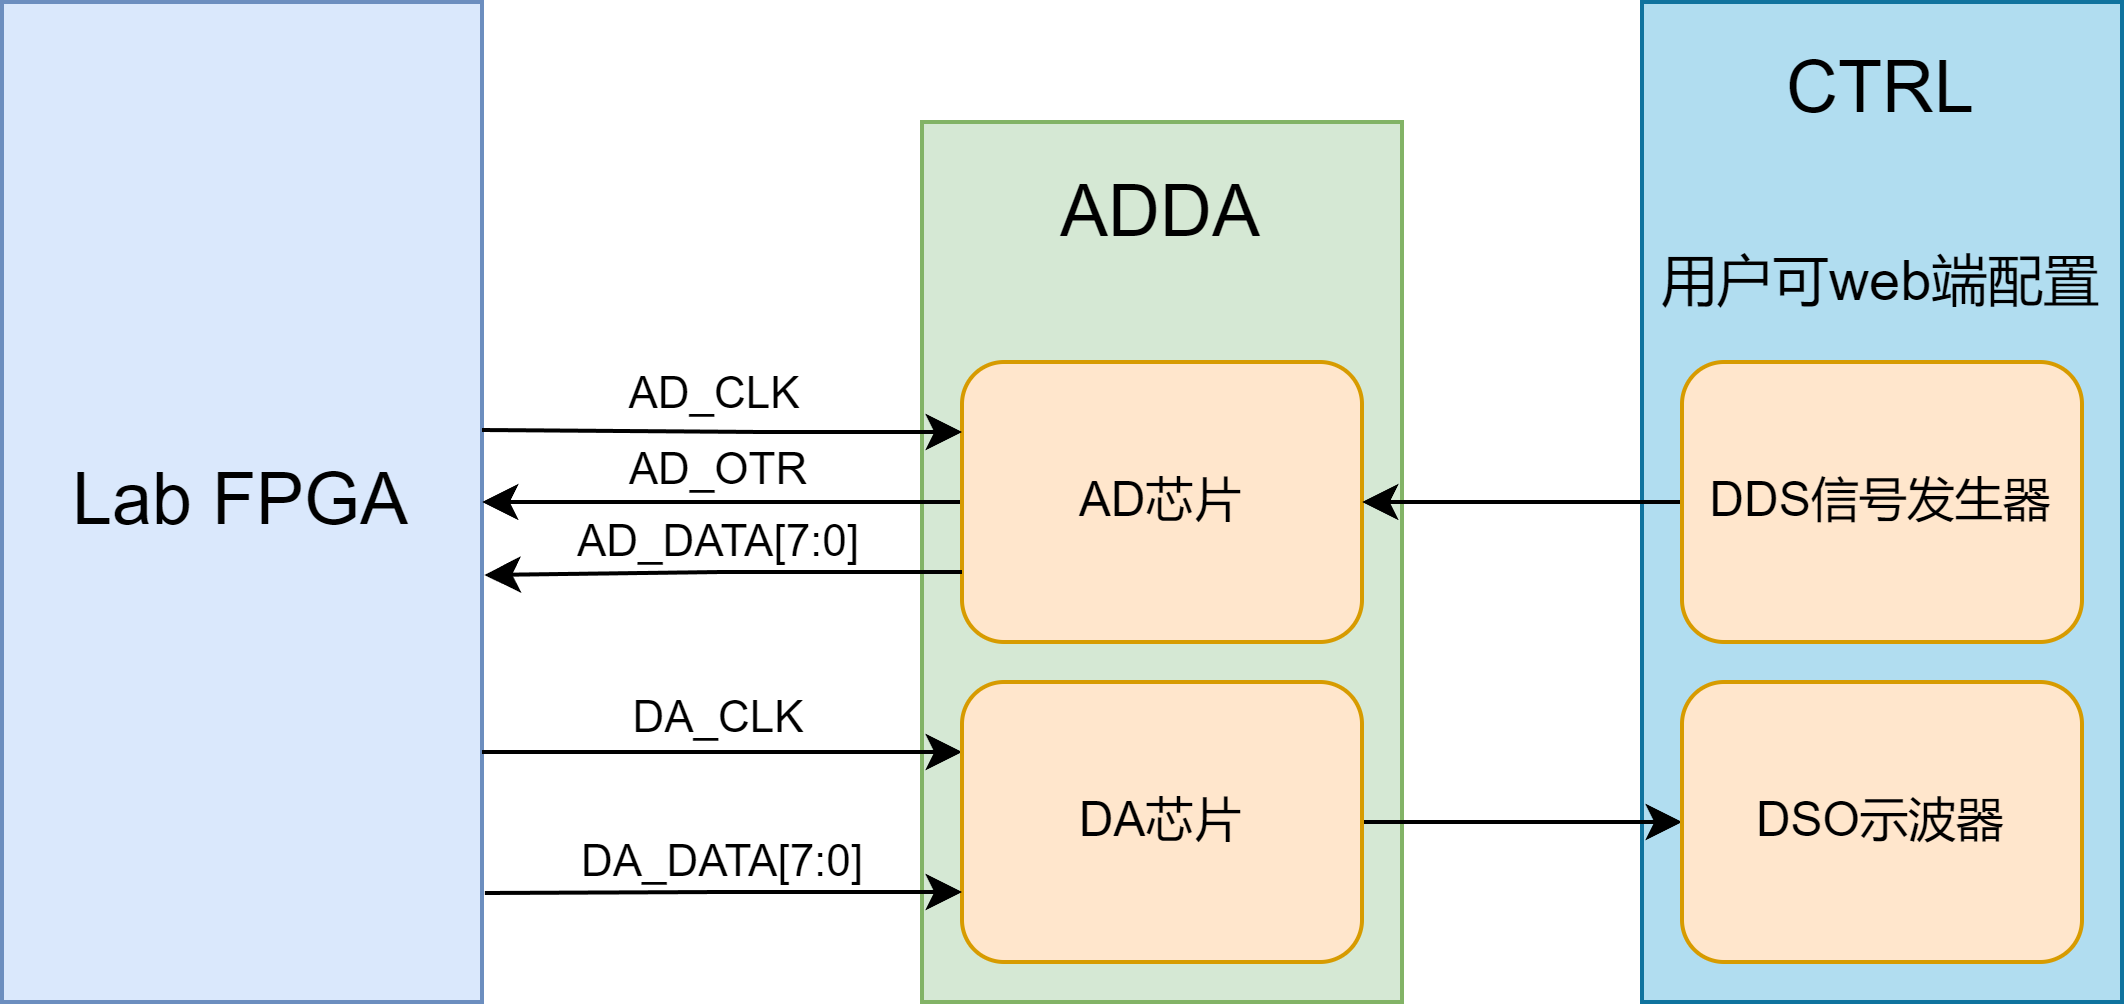 Lab FPGA
AD_CLK
AD_OTR
AD_DATA[7:0]
DA_CLK
DA_DATA[7:0]
ADDA
AD芯片
DA芯片
CTRL
用户可web端配置
DDS信号发生器
DSO示波器